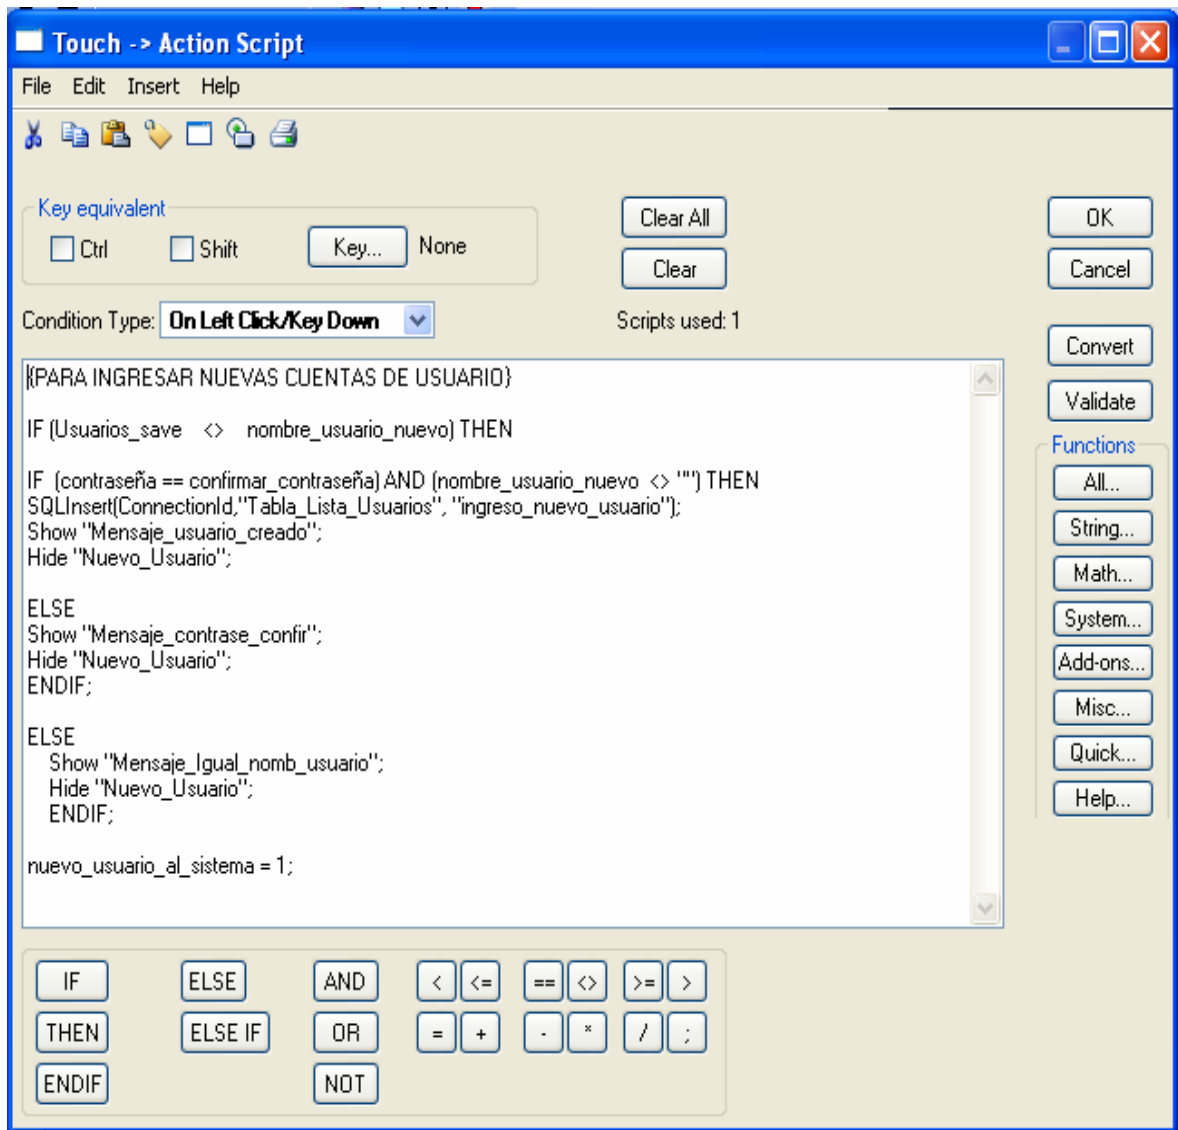 Touch -> Action Script
File Edit Insert Help
Key equivalent
Ctrl Shift Key... None
Clear All
Clear
OK
Cancel
Condition Type: On Left Click/Key Down
Scripts used: 1
Convert
Validate
{PARA INGRESAR NUEVAS CUENTAS DE USUARIO}
IF (Usuarios_save <> nombre_usuario_nuevo) THEN
IF (contraseña == confirmar_contraseña) AND (nombre_usuario_nuevo <> "") THEN
SQLInsert(ConnectionId,"Tabla_Lista_Usuarios", "ingreso_nuevo_usuario");
Show "Mensaje_usuario_creado";
Hide "Nuevo_Usuario";
ELSE
Show "Mensaje_contrase_confir";
Hide "Nuevo_Usuario";
ENDIF;
ELSE
Show "Mensaje_Igual_nomb_usuario";
Hide "Nuevo_Usuario";
ENDIF;
nuevo_usuario_al_sistema = 1;
Functions
All...
String...
Math...
System...
Add-ons...
Misc...
Quick...
Help...
IF ELSE AND < <= == <> >= >
THEN ELSE IF OR = + - * / ;
ENDIF NOT